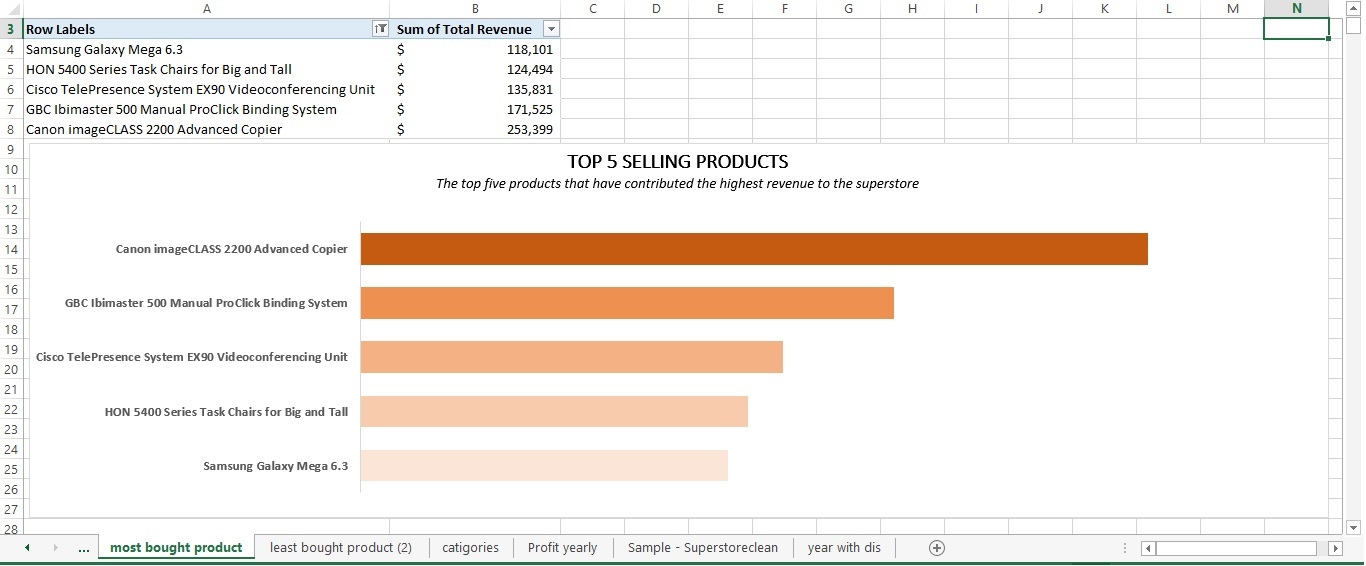 A B C D E F G H I J K L M N
3 Row Labels Sum of Total Revenue
4 Samsung Galaxy Mega 6.3 $ 118,101
5 HON 5400 Series Task Chairs for Big and Tall $ 124,494
6 Cisco TelePresence System EX90 Videoconferencing Unit $ 135,831
7 GBC Ibimaster 500 Manual ProClick Binding System $ 171,525
8 Canon imageCLASS 2200 Advanced Copier $ 253,399
9
10 TOP 5 SELLING PRODUCTS
11 The top five products that have contributed the highest revenue to the superstore
12
13
14 Canon imageCLASS 2200 Advanced Copier
15
16
17 GBC Ibimaster 500 Manual ProClick Binding System
18
19 Cisco TelePresence System EX90 Videoconferencing Unit
20
21
22 HON 5400 Series Task Chairs for Big and Tall
23
24
25 Samsung Galaxy Mega 6.3
26
27
28
... most bought product least bought product (2) catigories Profit yearly Sample - Superstoreclean year with dis